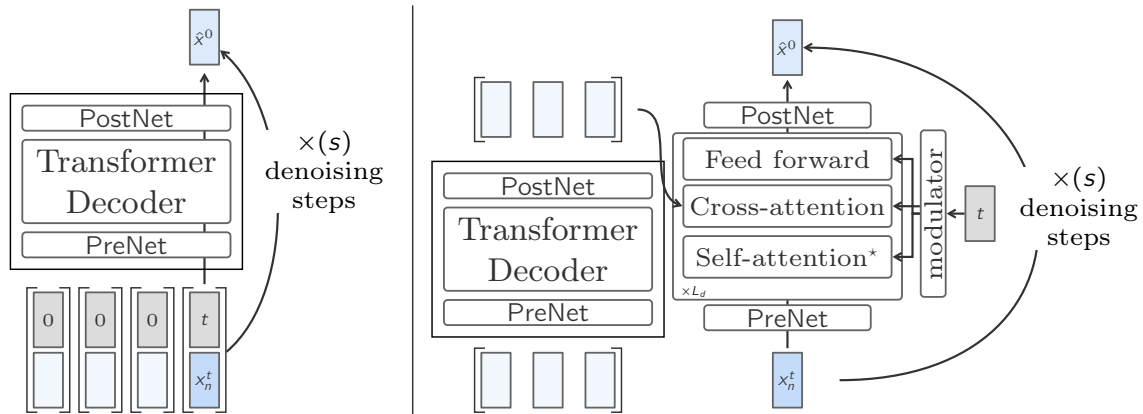 x̂⁰
PostNet
Transformer
Decoder
PreNet
×(s)
denoising
steps
0 0 0 t
xₙᵗ
x̂⁰
PostNet
Feed forward
Cross-attention
Self-attention*
×L_d
PreNet
modulator
t
×(s)
denoising
steps
PostNet
Transformer
Decoder
PreNet
xₙᵗ